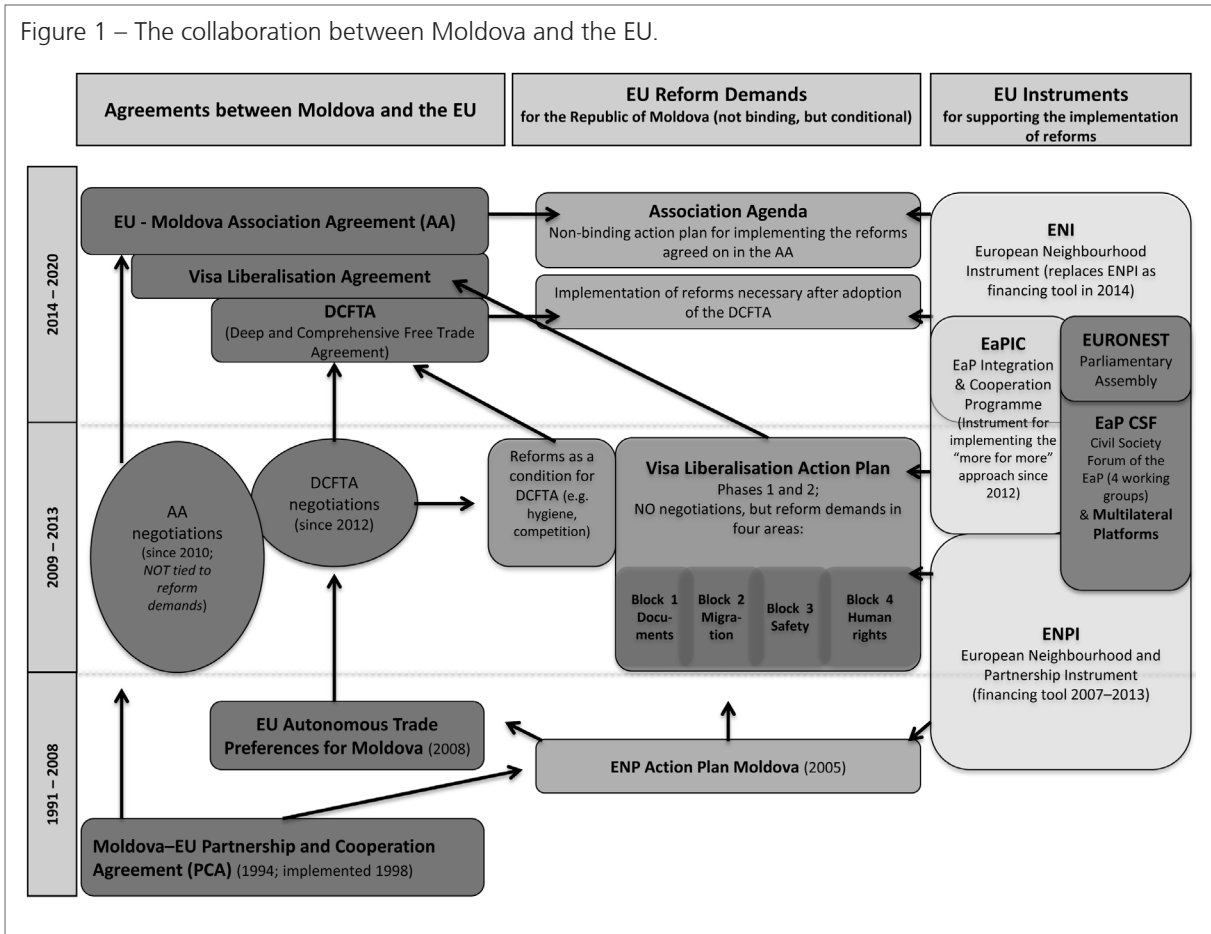 Figure 1 – The collaboration between Moldova and the EU.
Agreements between Moldova and the EU
EU Reform Demands
for the Republic of Moldova (not binding, but conditional)
EU Instruments
for supporting the implementation
of reforms
2014 – 2020
EU - Moldova Association Agreement (AA)
Visa Liberalisation Agreement
DCFTA
(Deep and Comprehensive Free Trade
Agreement)
Association Agenda
Non-binding action plan for implementing the reforms
agreed on in the AA
Implementation of reforms necessary after adoption
of the DCFTA
ENI
European Neighbourhood
Instrument (replaces ENPI as
financing tool in 2014)
EaPIC
EaP Integration
& Cooperation
Programme
(Instrument for
implementing the
“more for more”
approach since
2012)
EURONEST
Parliamentary
Assembly
EaP CSF
Civil Society
Forum of the
EaP (4 working
groups)
& Multilateral
Platforms
2009 – 2013
AA
negotiations
(since 2010;
NOT tied to
reform
demands)
DCFTA
negotiations
(since 2012)
Reforms as a
condition for
DCFTA (e.g.
hygiene,
competition)
Visa Liberalisation Action Plan
Phases 1 and 2;
NO negotiations, but reform demands in
four areas:
Block 1
Docu-
ments
Block 2
Migra-
tion
Block 3
Safety
Block 4
Human
rights
ENPI
European Neighbourhood and
Partnership Instrument
(financing tool 2007–2013)
1991 – 2008
EU Autonomous Trade
Preferences for Moldova (2008)
ENP Action Plan Moldova (2005)
Moldova–EU Partnership and Cooperation
Agreement (PCA) (1994; implemented 1998)